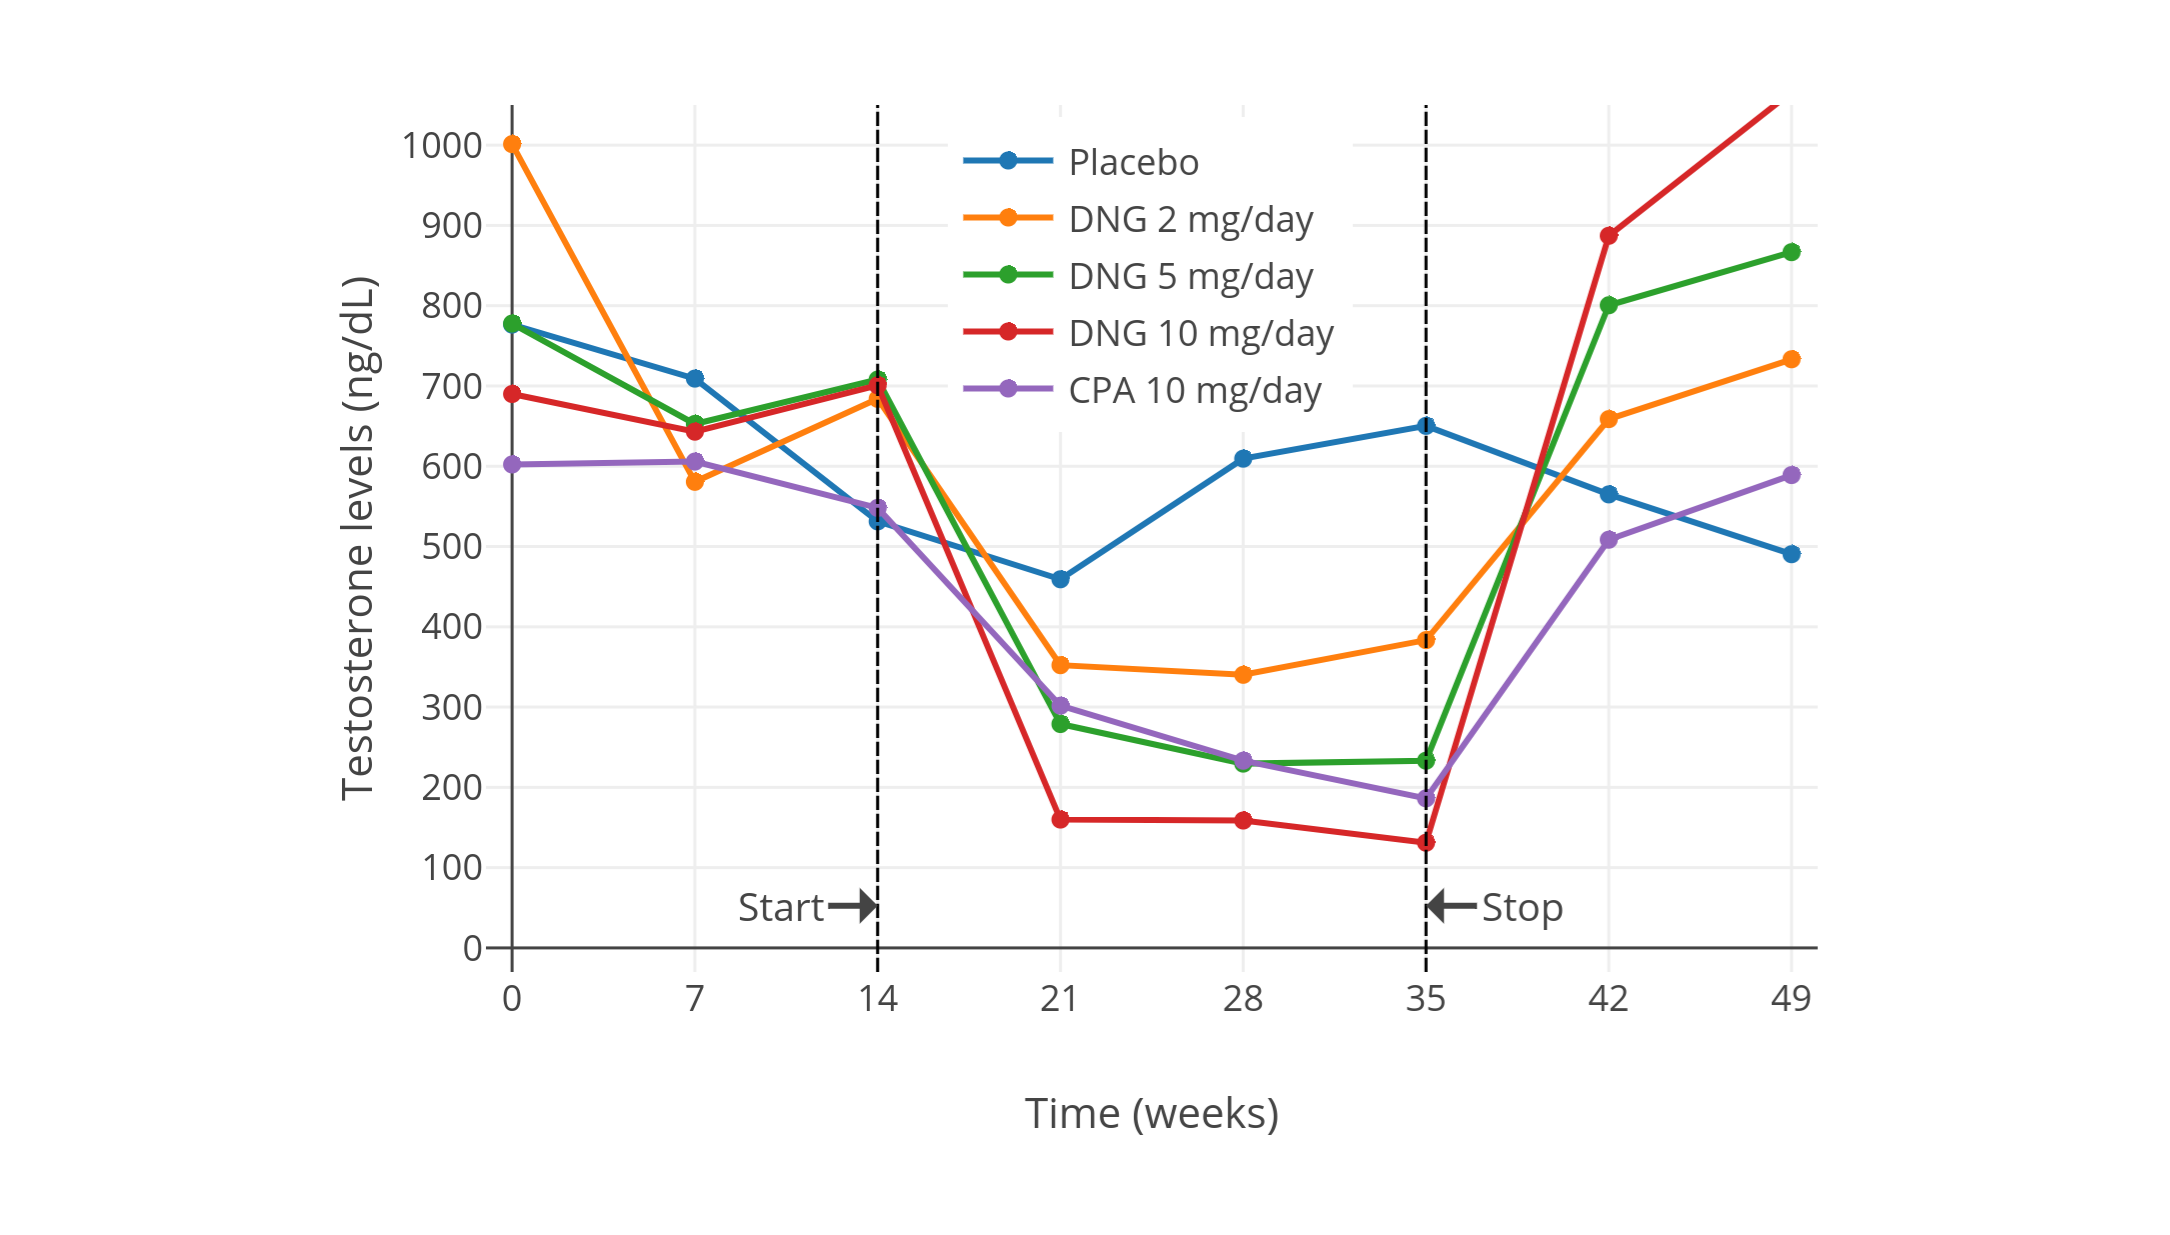 Testosterone levels (ng/dL)
1000
900
800
700
600
500
400
300
200
100
0
Placebo
DNG 2 mg/day
DNG 5 mg/day
DNG 10 mg/day
CPA 10 mg/day
Start
Stop
0 7 14 21 28 35 42 49
Time (weeks)